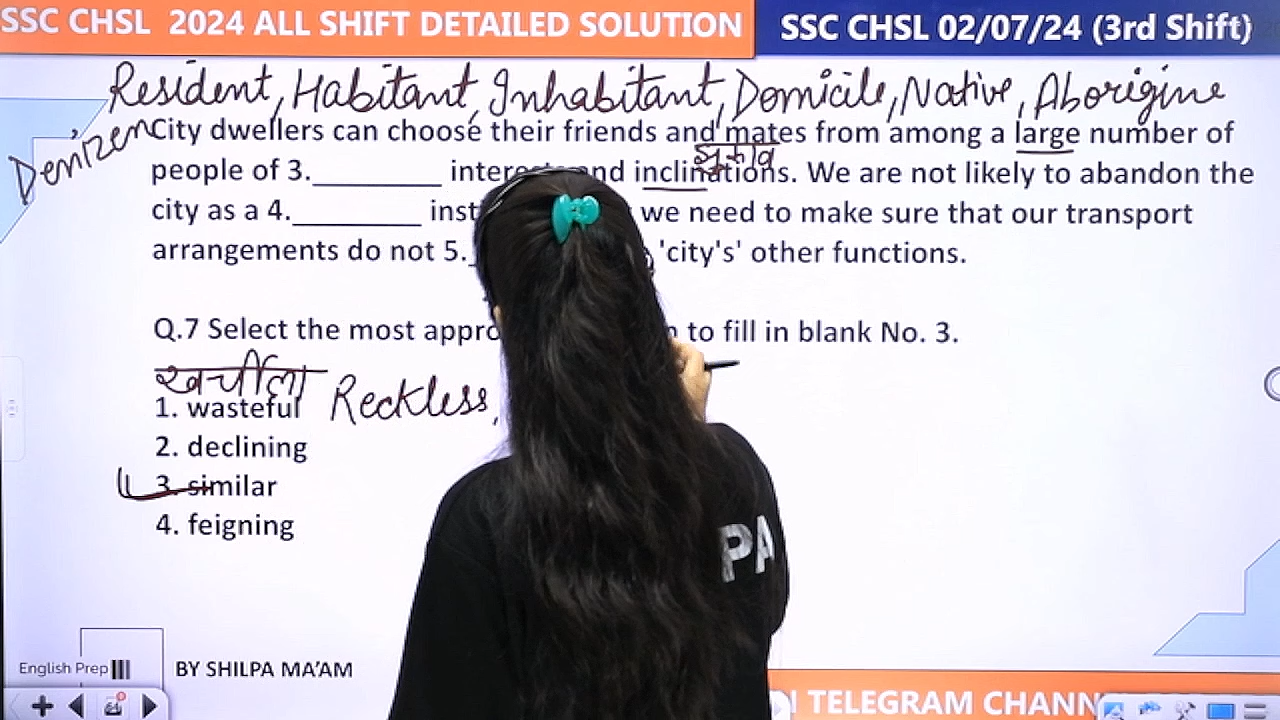 SSC CHSL 2024 ALL SHIFT DETAILED SOLUTION
SSC CHSL 02/07/24 (3rd Shift)
Resident, Habitant, Inhabitant, Domicile, Native, Aborigine
Denizen
City dwellers can choose their friends and mates from among a large number of
झुकाव
people of 3.________ and inclinations. We are not likely to abandon the
city as a 4.________ we need to make sure that our transport
arrangements do not 5. 'city's' other functions.
Q.7 Select the most to fill in blank No. 3.
खर्चीला
1. wasteful Reckless,
2. declining
3. similar
4. feigning
PA
English Prep
BY SHILPA MA'AM
TELEGRAM